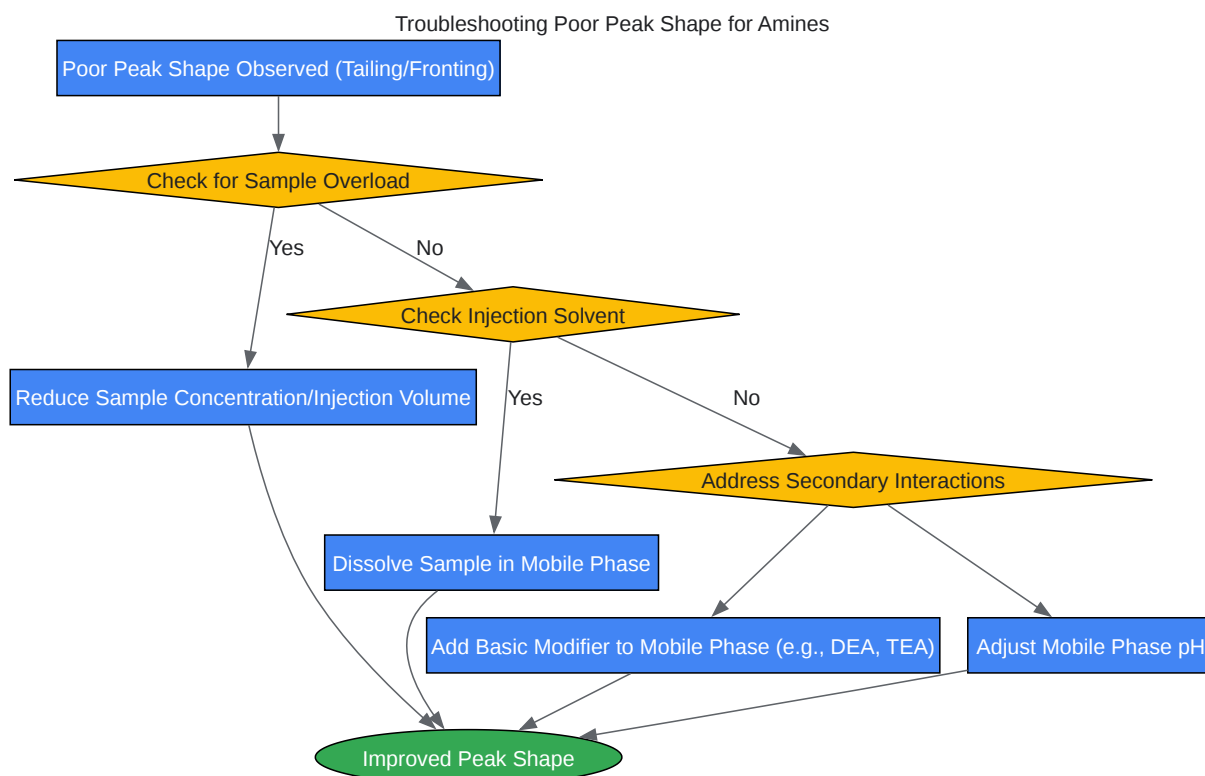 Troubleshooting Poor Peak Shape for Amines
Poor Peak Shape Observed (Tailing/Fronting)
Check for Sample Overload
Yes
No
Check Injection Solvent
Reduce Sample Concentration/Injection Volume
Yes
No
Address Secondary Interactions
Dissolve Sample in Mobile Phase
Add Basic Modifier to Mobile Phase (e.g., DEA, TEA)
Adjust Mobile Phase pH
Improved Peak Shape